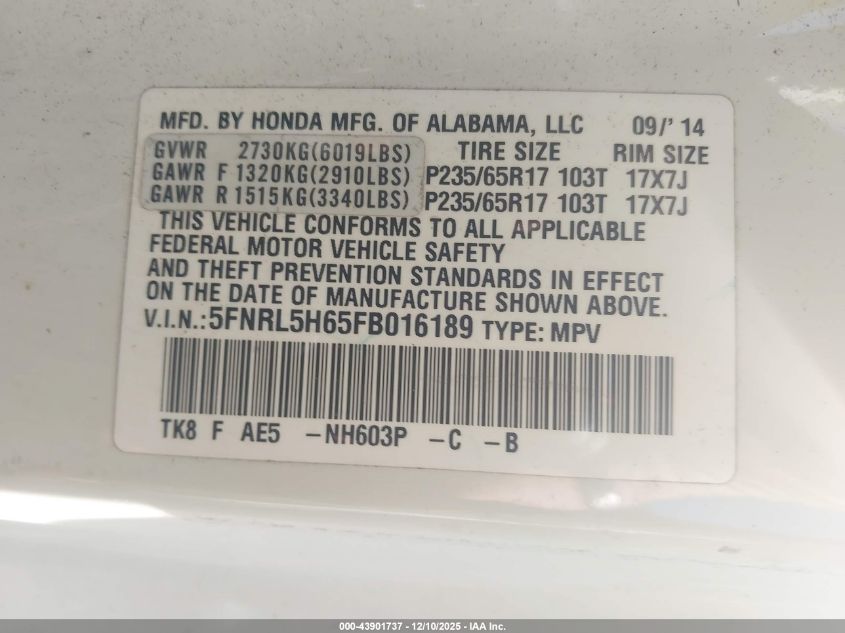 MFD. BY HONDA MFG. OF ALABAMA, LLC 09/' 14
GVWR 2730KG(6019LBS) TIRE SIZE RIM SIZE
GAWR F 1320KG(2910LBS) P235/65R17 103T 17X7J
GAWR R 1515KG(3340LBS) P235/65R17 103T 17X7J
THIS VEHICLE CONFORMS TO ALL APPLICABLE
FEDERAL MOTOR VEHICLE SAFETY
AND THEFT PREVENTION STANDARDS IN EFFECT
ON THE DATE OF MANUFACTURE SHOWN ABOVE.
V.I.N.:5FNRL5H65FB016189 TYPE: MPV
TK8 F AE5 -NH603P -C -B
000-43901737 - 12/10/2025 - IAA Inc.